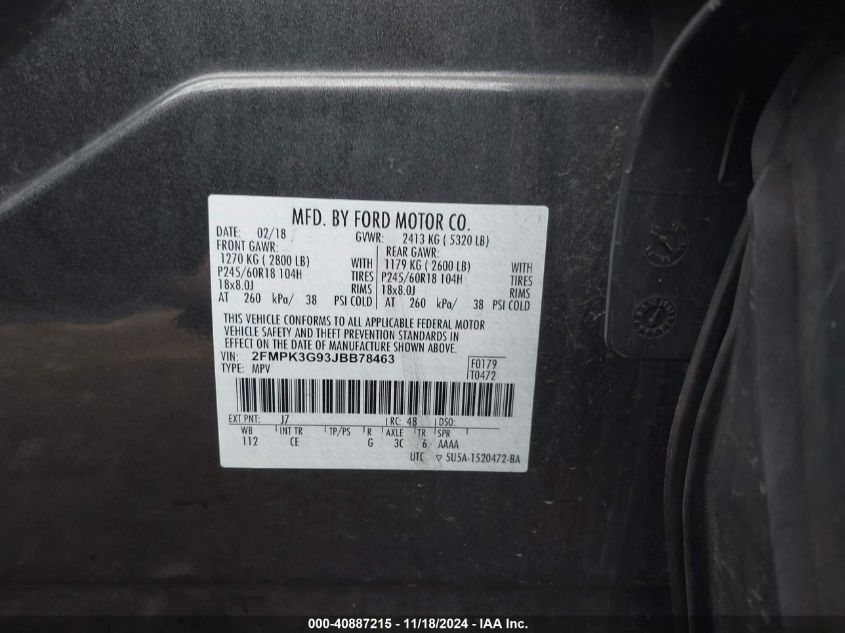 MFD. BY FORD MOTOR CO.
DATE: 02/18 GVWR: 2413 KG ( 5320 LB)
FRONT GAWR: REAR GAWR:
1270 KG ( 2800 LB) WITH 1179 KG ( 2600 LB) WITH
P245/60R18 104H TIRES P245/60R18 104H TIRES
18x8.0J RIMS 18x8.0J RIMS
AT 260 kPa/ 38 PSI COLD AT 260 kPa/ 38 PSI COLD
THIS VEHICLE CONFORMS TO ALL APPLICABLE FEDERAL MOTOR
VEHICLE SAFETY AND THEFT PREVENTION STANDARDS IN
EFFECT ON THE DATE OF MANUFACTURE SHOWN ABOVE.
VIN: 2FMPK3G93JBB78463 F0179
TYPE: MPV T0472
EXT PNT: J7 RC: 48 DSO:
WB INT TR TP/PS R AXLE TR SPR
112 CE G 3C 6 AAAA
UTC ▽ 5U5A-1520472-BA
000-40887215 - 11/18/2024 - IAA Inc.